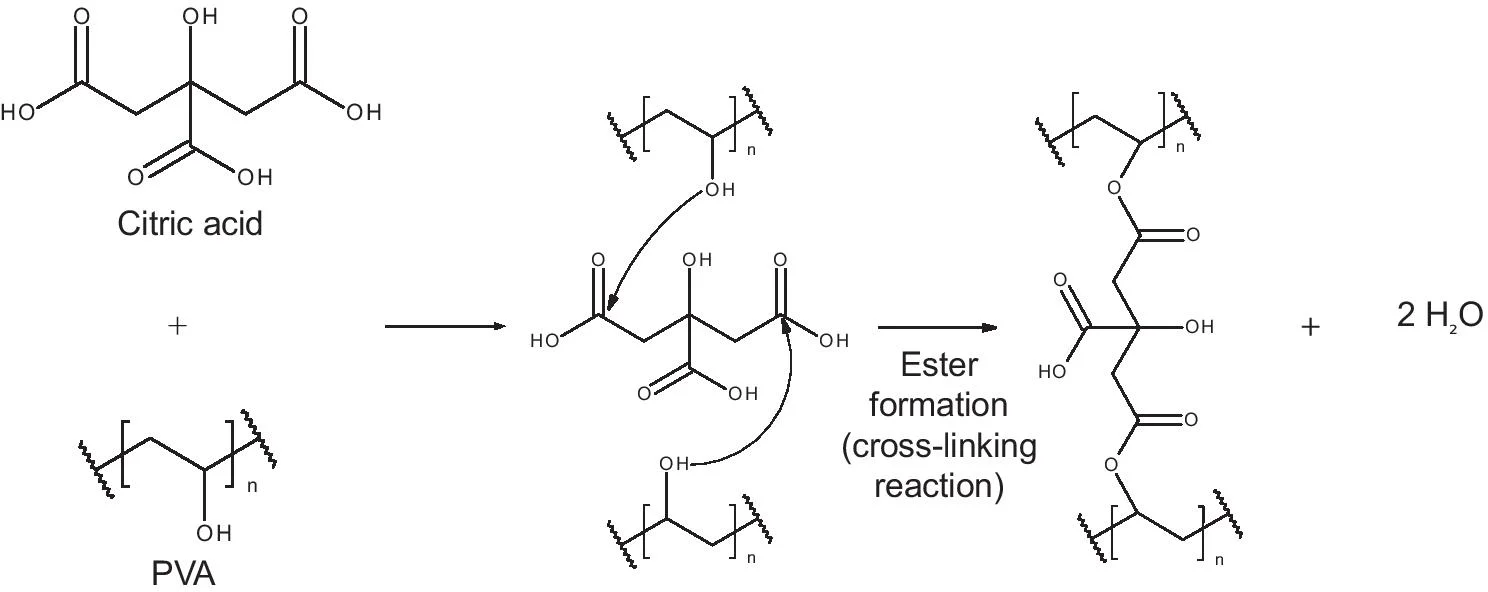 O OH O
HO OH
O OH
Citric acid
+
n
OH
PVA
n
OH
O OH O
HO OH
O OH
OH
n
Ester
formation
(cross-linking
reaction)
n
O
O
O
OH
HO
O
O
n
+
2 H₂O